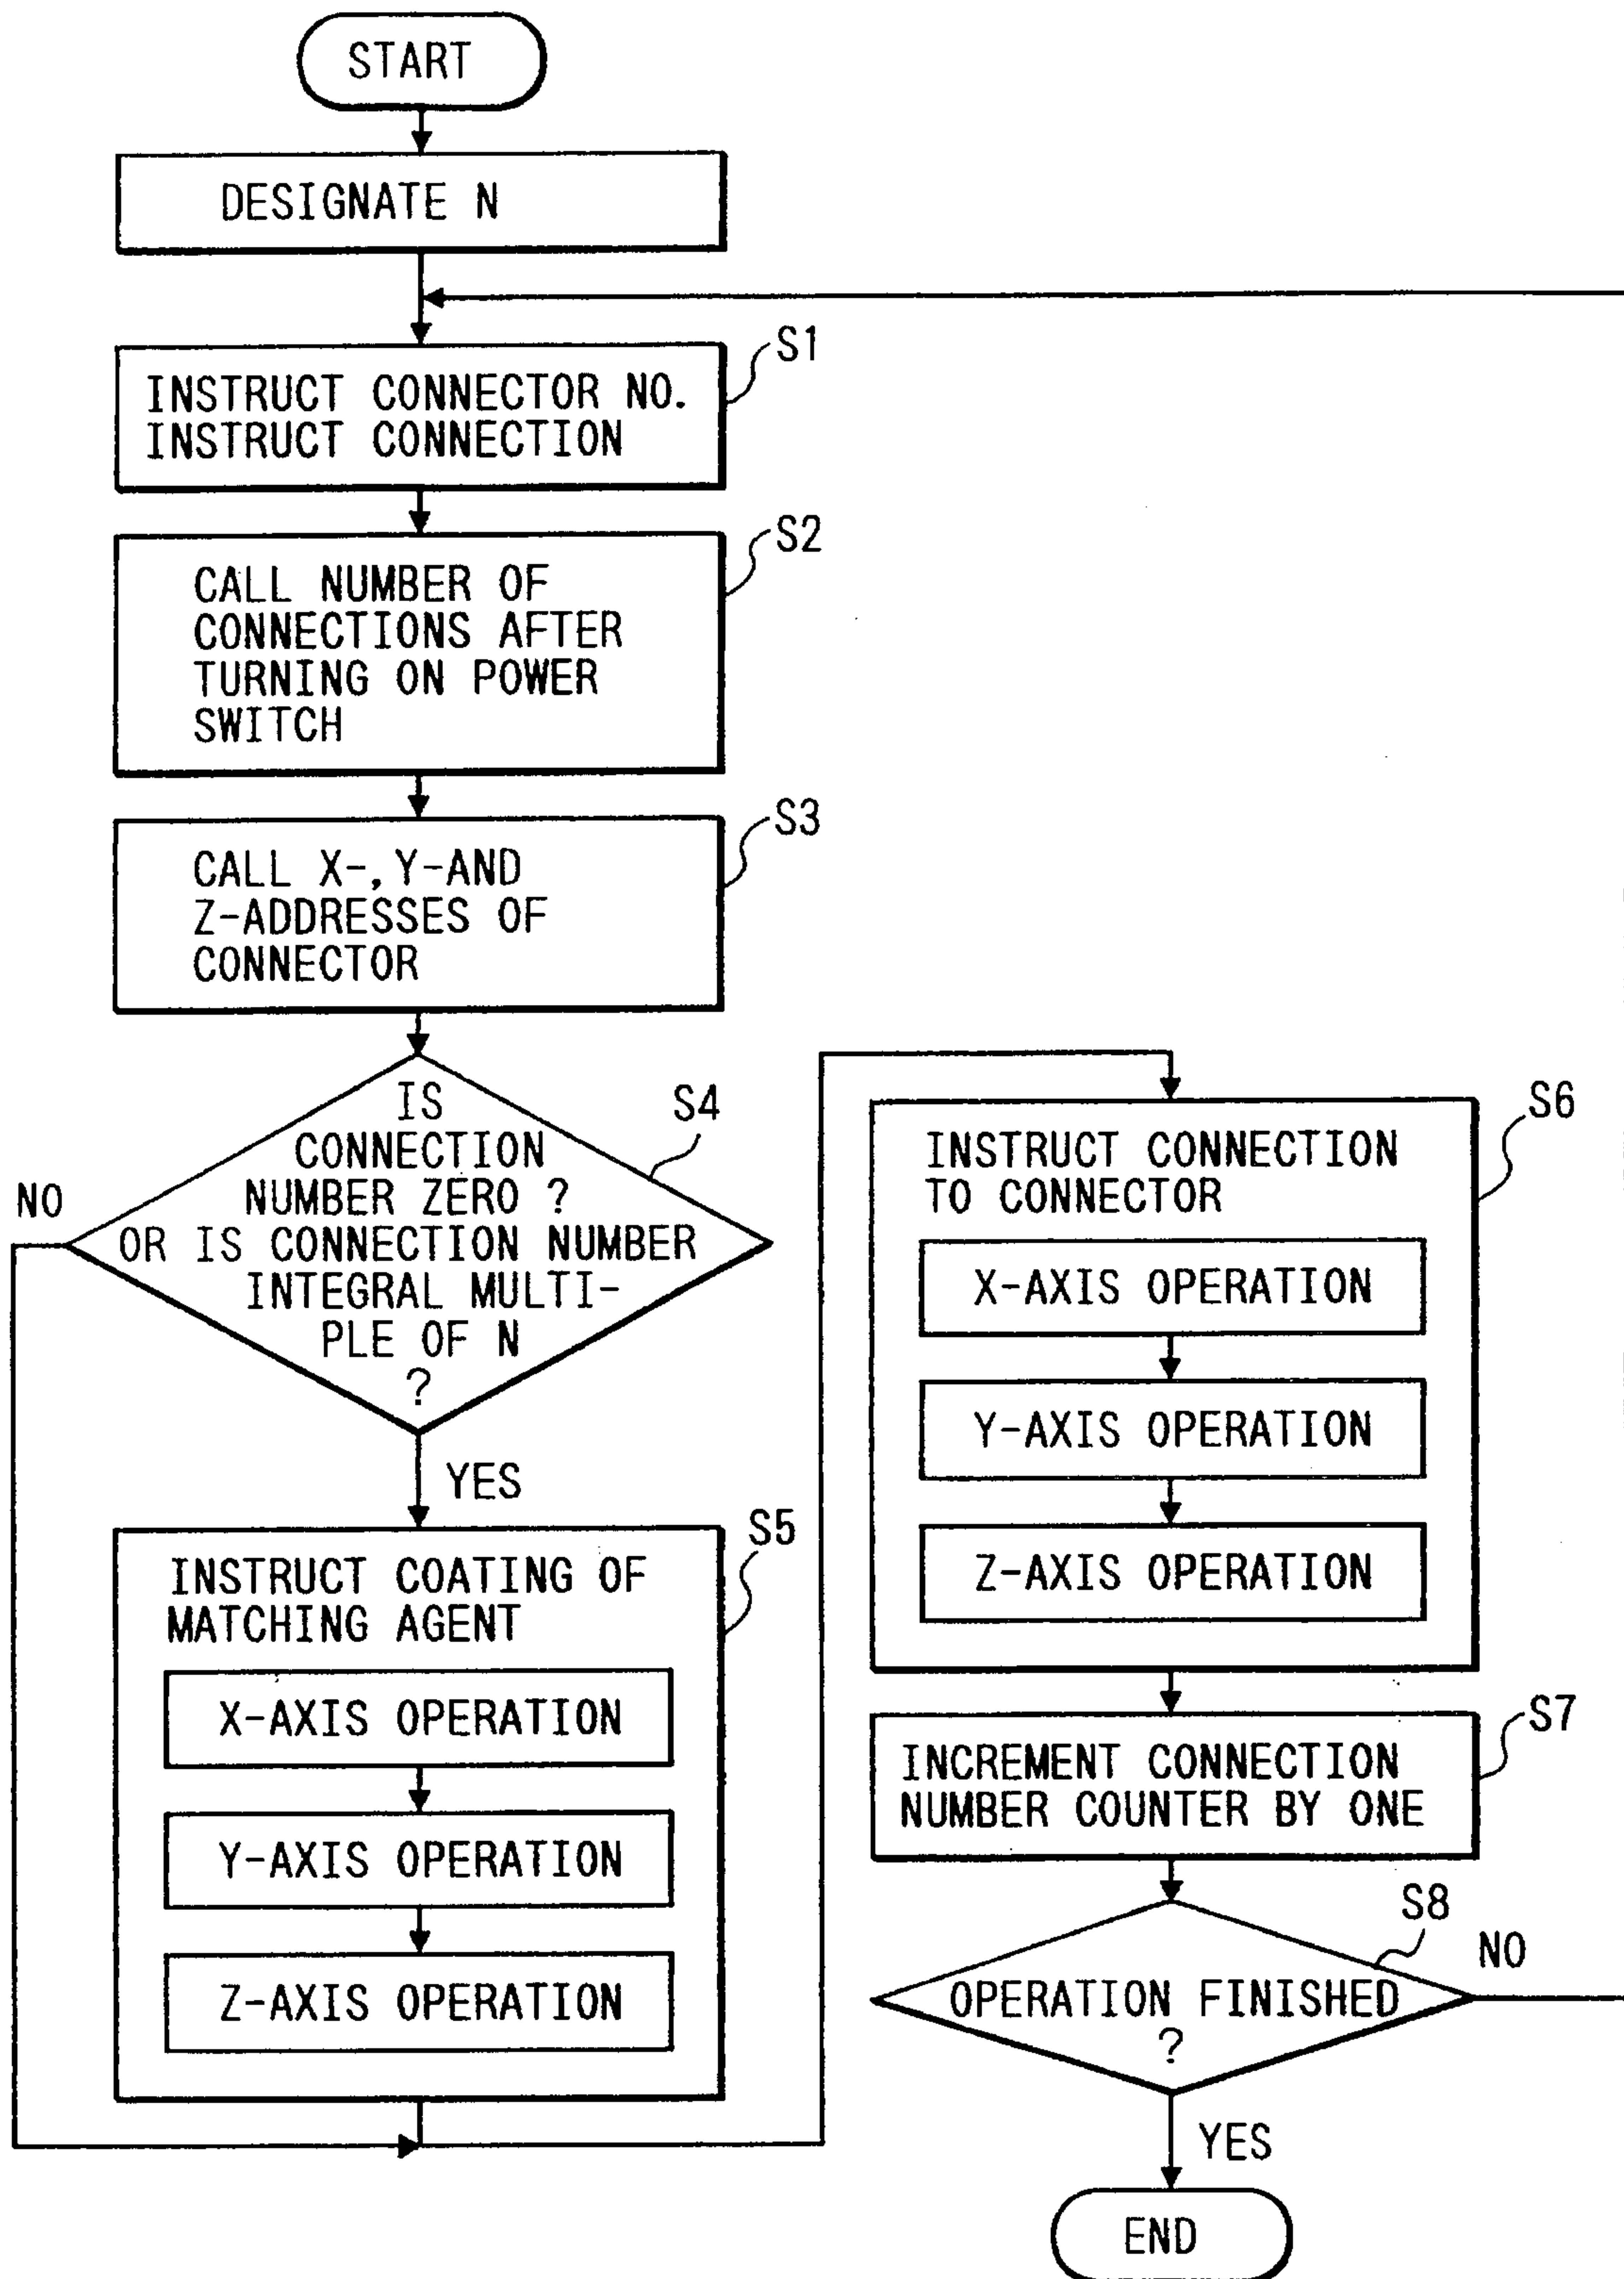 START
DESIGNATE N
S1
INSTRUCT CONNECTOR NO.
INSTRUCT CONNECTION
S2
CALL NUMBER OF
CONNECTIONS AFTER
TURNING ON POWER
SWITCH
S3
CALL X-, Y-AND
Z-ADDRESSES OF
CONNECTOR
S4
IS
CONNECTION
NUMBER ZERO ?
OR IS CONNECTION NUMBER
INTEGRAL MULTI-
PLE OF N
?
NO
YES
S5
INSTRUCT COATING OF
MATCHING AGENT
X-AXIS OPERATION
Y-AXIS OPERATION
Z-AXIS OPERATION
S6
INSTRUCT CONNECTION
TO CONNECTOR
X-AXIS OPERATION
Y-AXIS OPERATION
Z-AXIS OPERATION
S7
INCREMENT CONNECTION
NUMBER COUNTER BY ONE
S8
OPERATION FINISHED
?
NO
YES
END